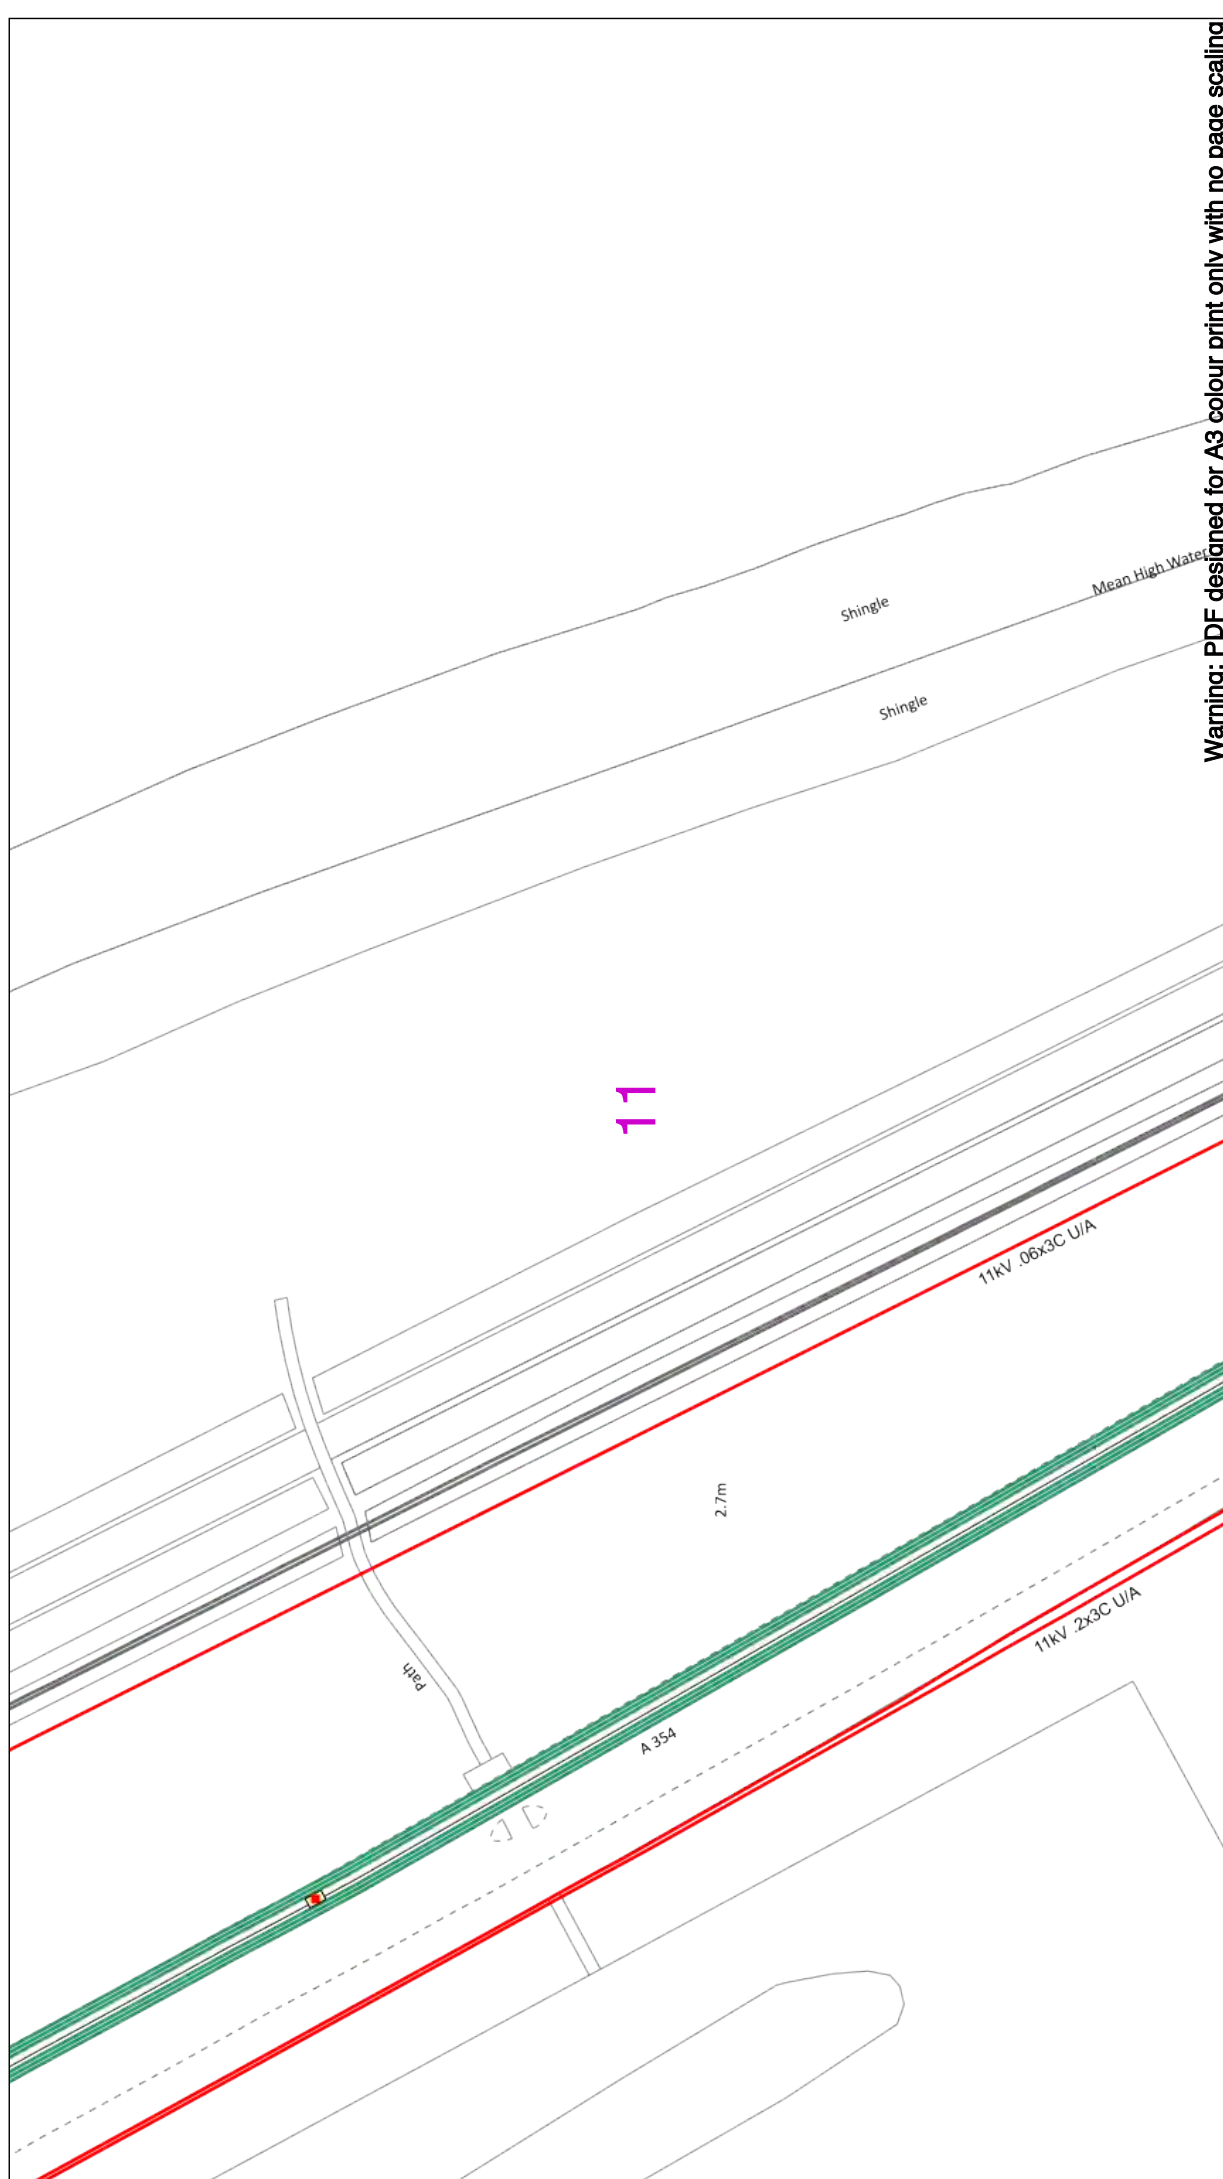 Warning: PDF designed for A3 colour print only with no page scaling
Shingle
Mean High Water
Shingle
11
11kV .06x3C U/A
2.7m
11kV .2x3C U/A
Path
A 354